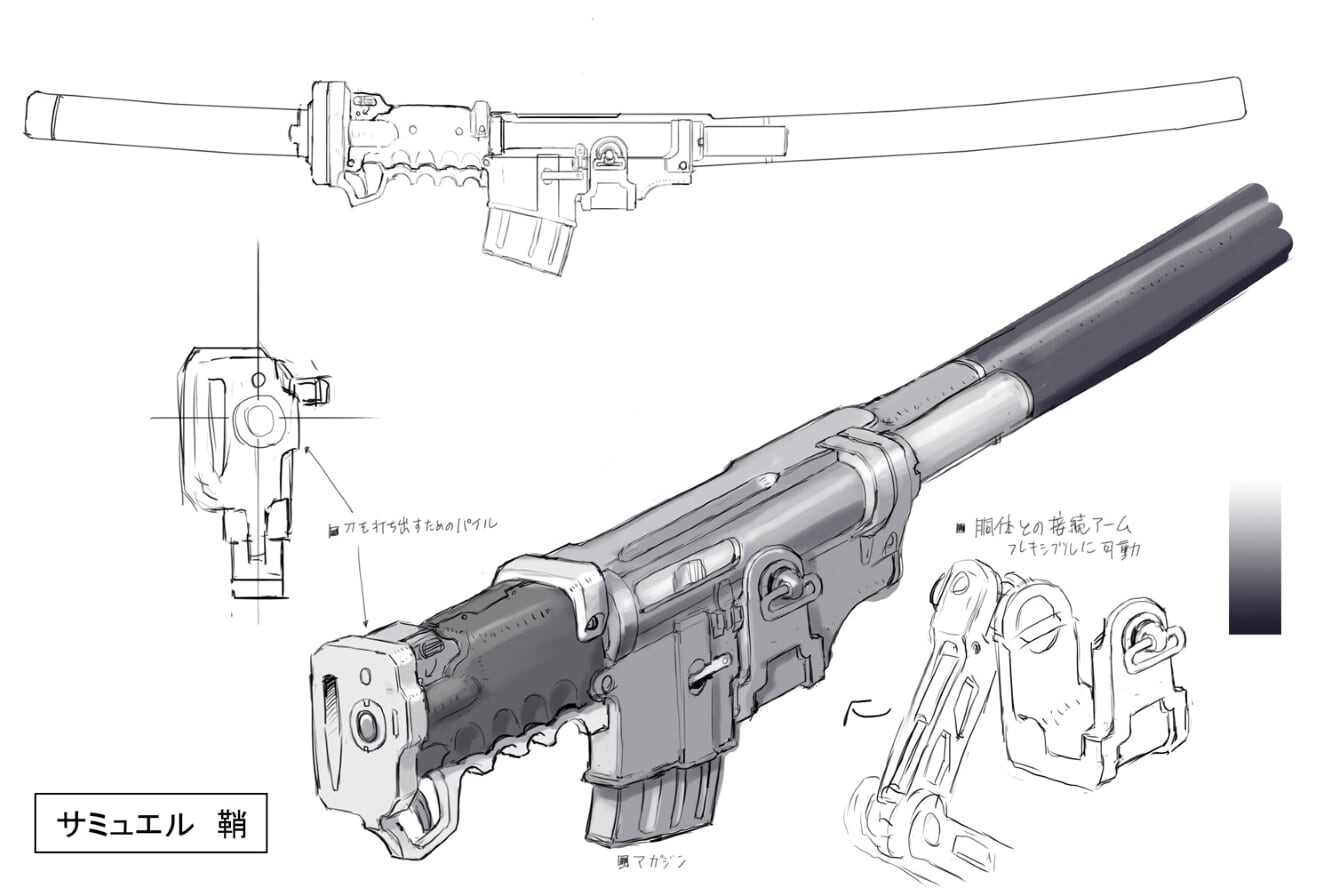 ■刀を打ち出すためのパイル
■胴体との接続アーム
フレキシブルに可動
サミュエル 鞘
■マガジン